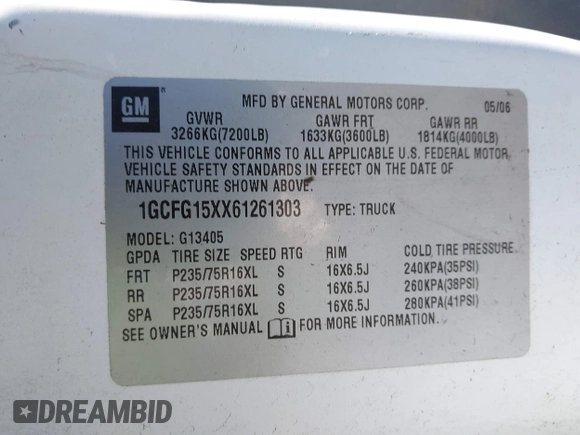 GM
MFD BY GENERAL MOTORS CORP. 05/06
GVWR GAWR FRT GAWR RR
3266KG(7200LB) 1633KG(3600LB) 1814KG(4000LB)
THIS VEHICLE CONFORMS TO ALL APPLICABLE U.S. FEDERAL MOTOR
VEHICLE SAFETY STANDARDS IN EFFECT ON THE DATE OF
MANUFACTURE SHOWN ABOVE.
1GCFG15XX61261303 TYPE: TRUCK
MODEL: G13405
GPDA TIRE SIZE SPEED RTG RIM COLD TIRE PRESSURE
FRT P235/75R16XL S 16X6.5J 240KPA(35PSI)
RR P235/75R16XL S 16X6.5J 260KPA(38PSI)
SPA P235/75R16XL S 16X6.5J 280KPA(41PSI)
SEE OWNER'S MANUAL FOR MORE INFORMATION.
DREAMBID